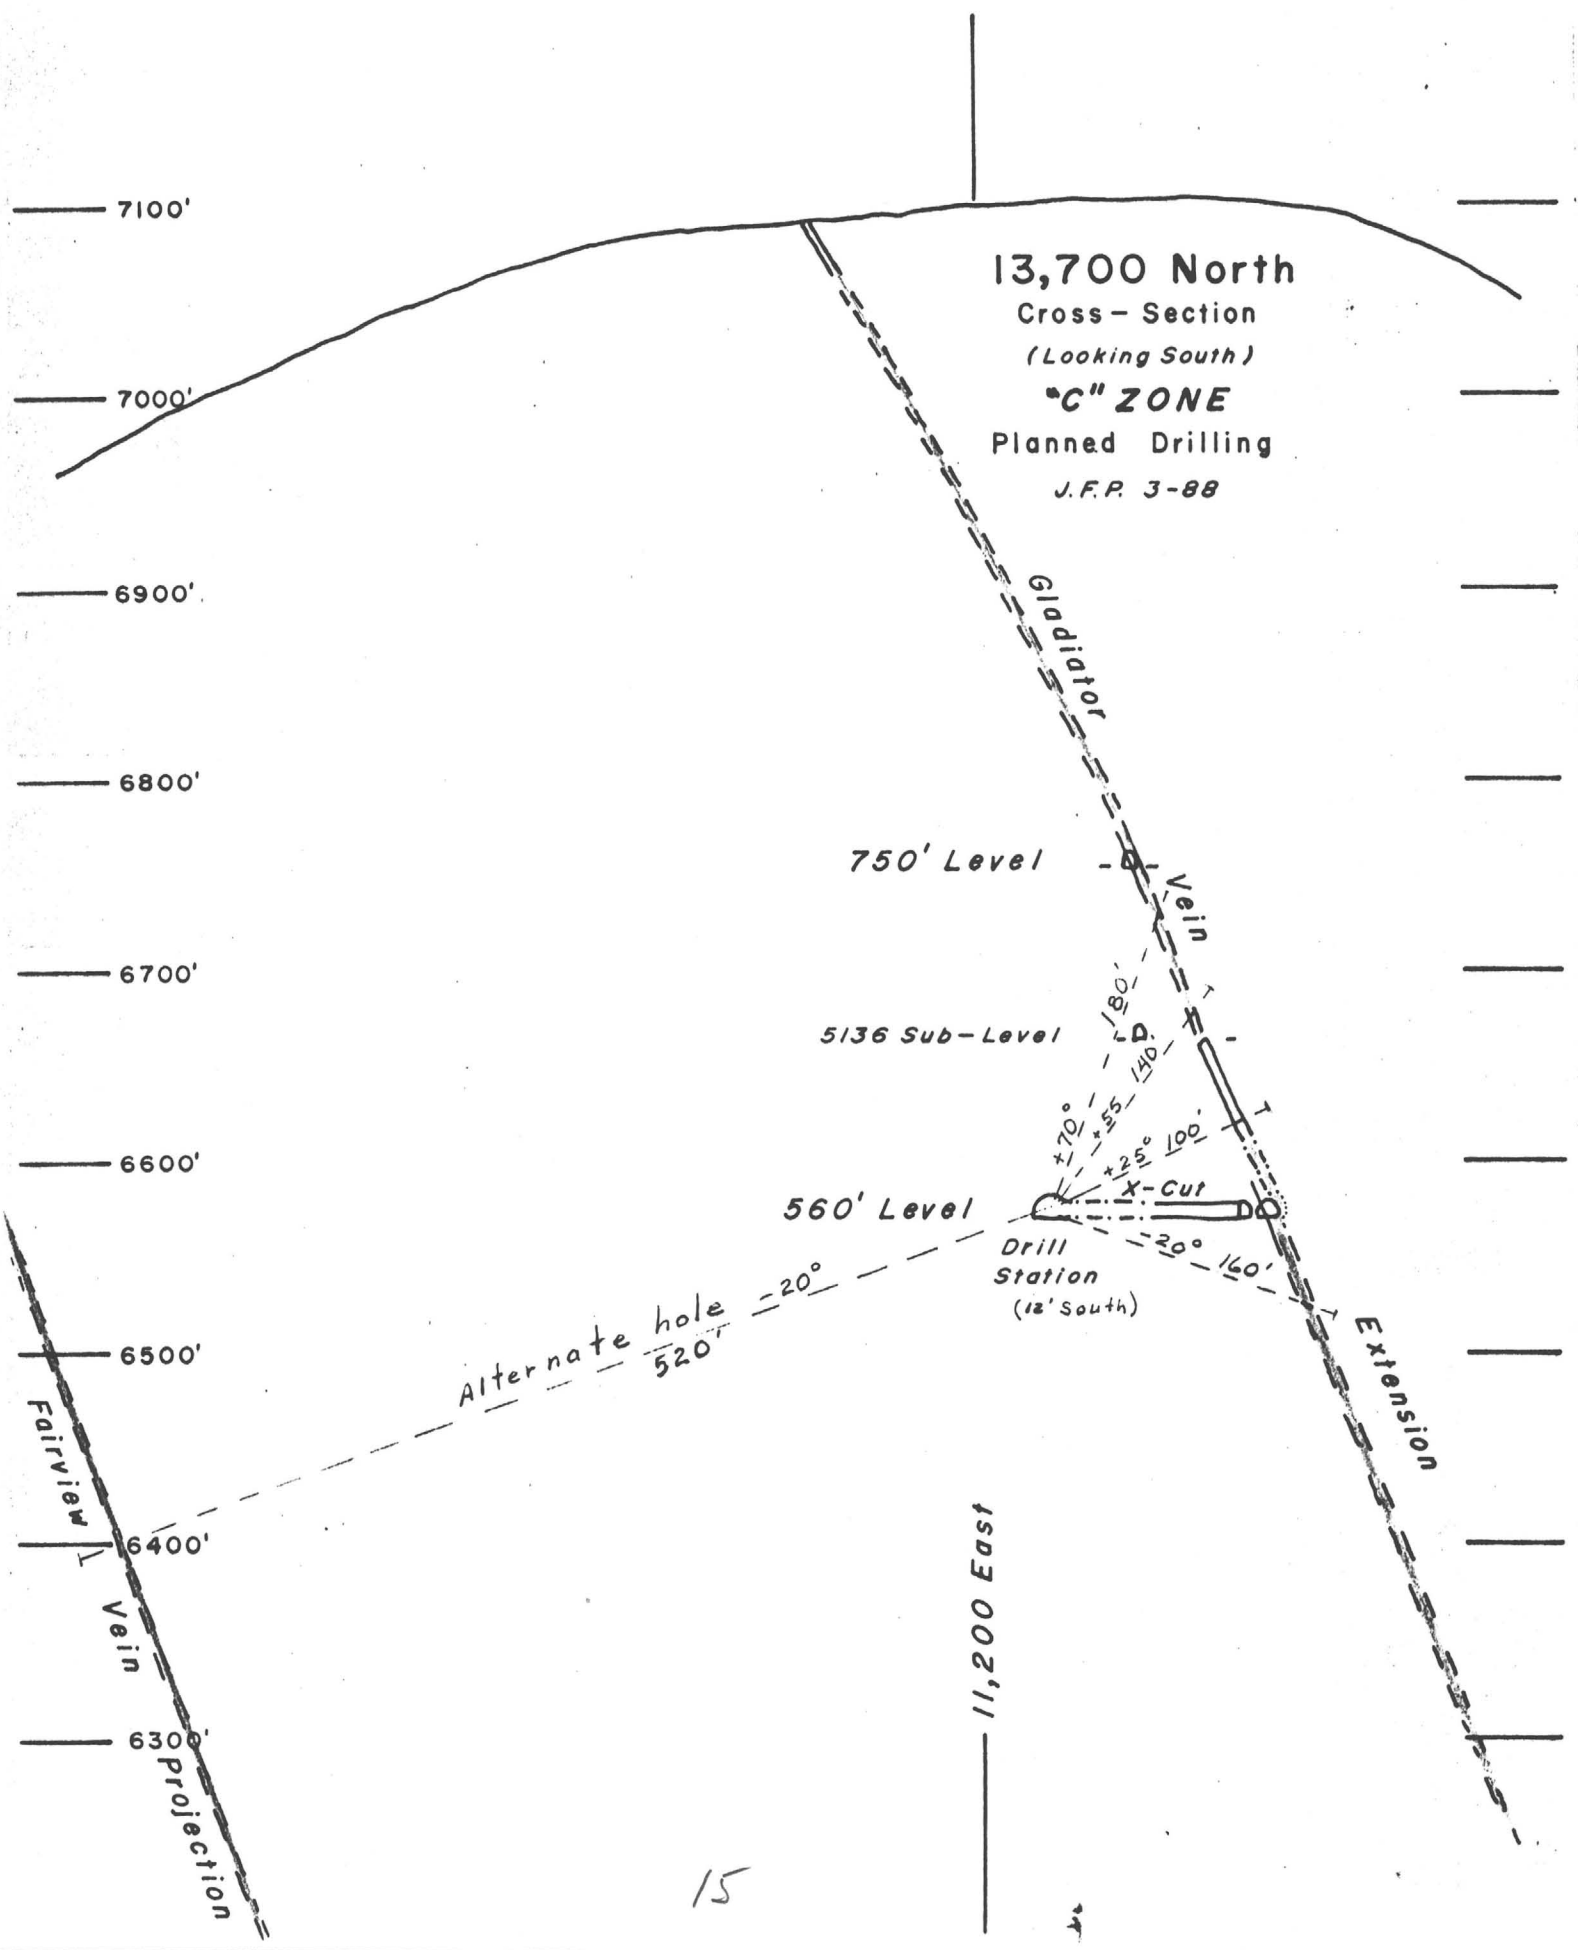 7100'
13,700 North
Cross-Section
(Looking South)
"C" ZONE
Planned Drilling
J.F.P. 3-88
7000'
6900'
Gladiator
6800'
750' Level
Vein
6700'
180'
5136 Sub-Level
140'
+70°
+55
+25° 100'
6600'
X-Cut
560' Level
Drill
Station
(12' South)
-20° 160'
Alternate hole -20°
520'
6500'
Extension
Fairview
6400'
11,200 East
Vein
6300'
Projection
15